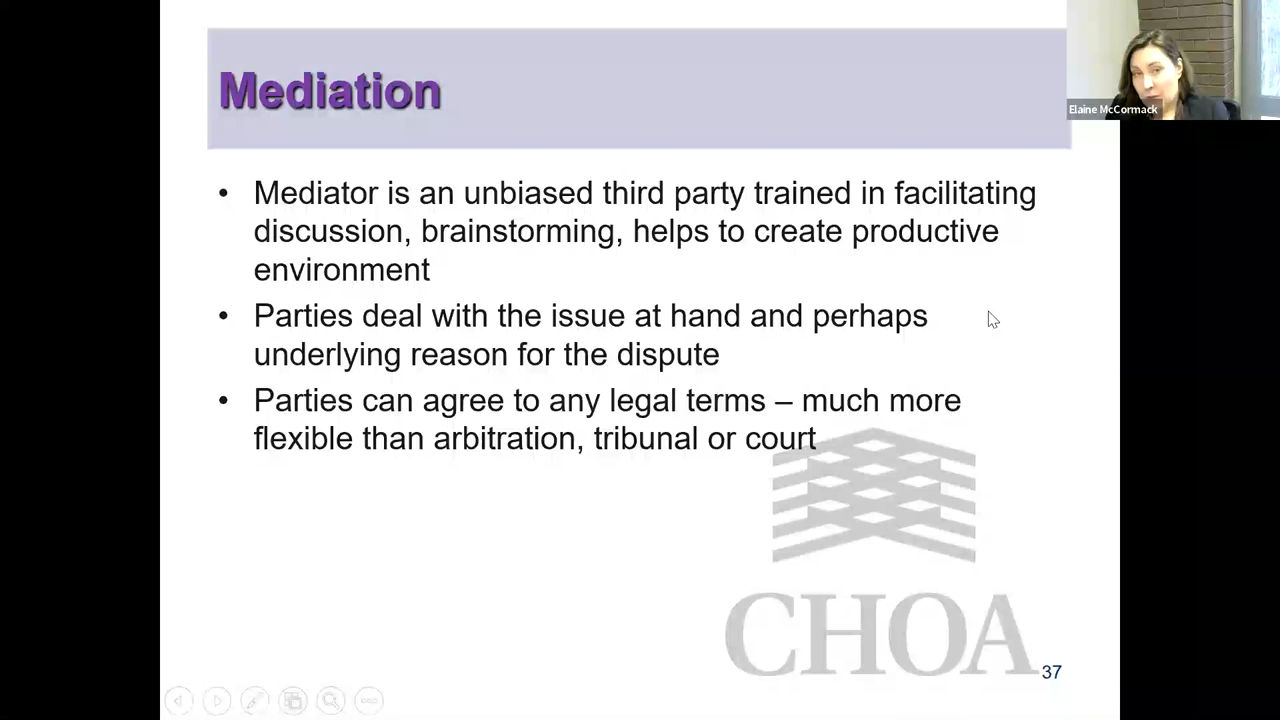 Mediation
Elaine McCormack
• Mediator is an unbiased third party trained in facilitating
discussion, brainstorming, helps to create productive
environment
• Parties deal with the issue at hand and perhaps
underlying reason for the dispute
• Parties can agree to any legal terms – much more
flexible than arbitration, tribunal or court
CHOA
37